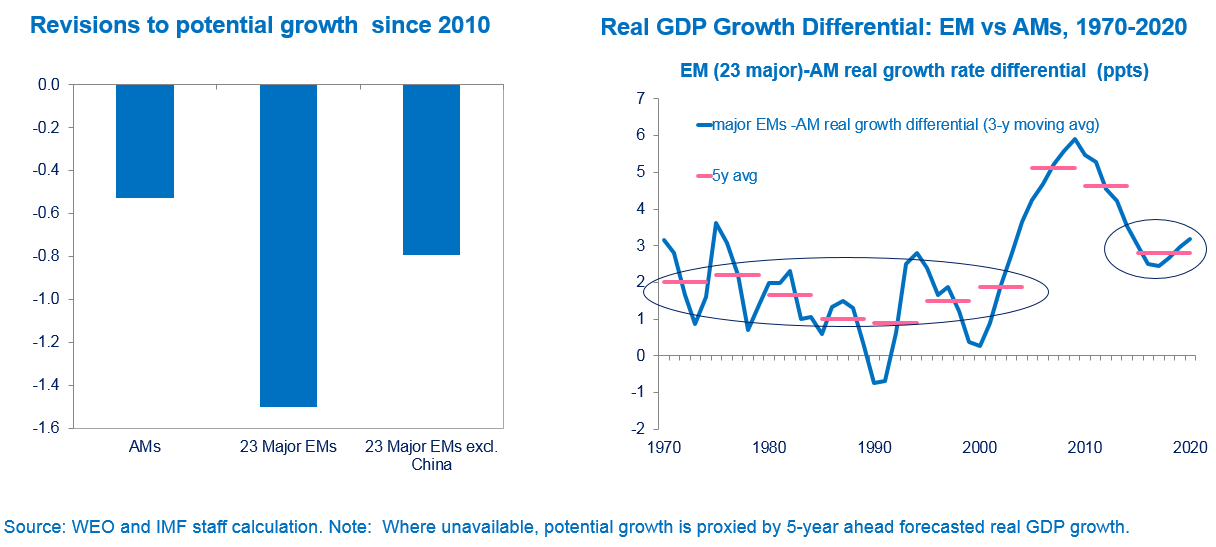 Revisions to potential growth since 2010
0.0
-0.2
-0.4
-0.6
-0.8
-1.0
-1.2
-1.4
-1.6
AMs
23 Major EMs
23 Major EMs excl.
China
Real GDP Growth Differential: EM vs AMs, 1970-2020
EM (23 major)-AM real growth rate differential (ppts)
major EMs -AM real growth differential (3-y moving avg)
5y avg
7
6
5
4
3
2
1
0
-1
-2
1970
1980
1990
2000
2010
2020
Source: WEO and IMF staff calculation. Note: Where unavailable, potential growth is proxied by 5-year ahead forecasted real GDP growth.